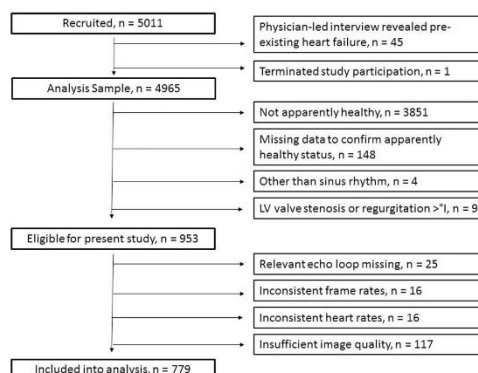 Recruited, n = 5011
Physician-led interview revealed pre-
existing heart failure, n = 45
Terminated study participation, n = 1
Analysis Sample, n = 4965
Not apparently healthy, n = 3851
Missing data to confirm apparently
healthy status, n = 148
Other than sinus rhythm, n = 4
LV valve stenosis or regurgitation >°I, n = 9
Eligible for present study, n = 953
Relevant echo loop missing, n = 25
Inconsistent frame rates, n = 16
Inconsistent heart rates, n = 16
Insufficient image quality, n = 117
Included into analysis, n = 779